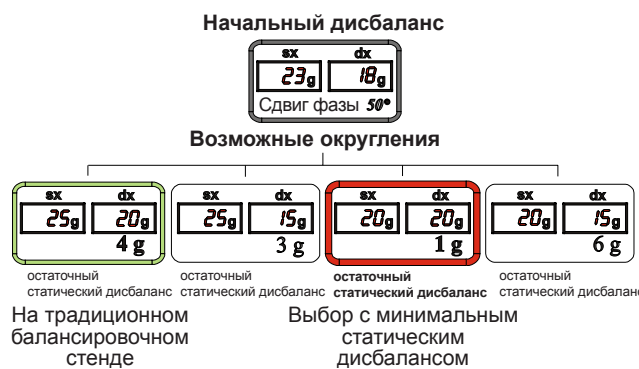 Начальный дисбаланс
sx dx
23g 18g
Сдвиг фазы 50°
Возможные округления
sx dx sx dx sx dx sx dx
25g 20g 25g 15g 20g 20g 20g 15g
4 g 3 g 1 g 6 g
остаточный остаточный остаточный остаточный
статический дисбаланс статический дисбаланс статический дисбаланс статический дисбаланс
На традиционном Выбор с минимальным
балансировочном статическим
стенде дисбалансом